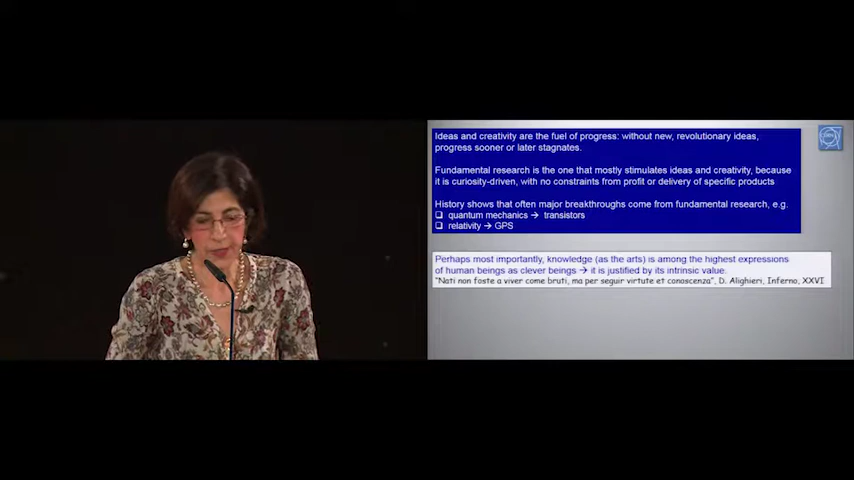 Ideas and creativity are the fuel of progress: without new, revolutionary ideas,
progress sooner or later stagnates.
Fundamental research is the one that mostly stimulates ideas and creativity, because
it is curiosity-driven, with no constraints from profit or delivery of specific products
History shows that often major breakthroughs come from fundamental research, e.g.
❑ quantum mechanics → transistors
❑ relativity → GPS
Perhaps most importantly, knowledge (as the arts) is among the highest expressions
of human beings as clever beings → it is justified by its intrinsic value.
"Nati non foste a viver come bruti, ma per seguir virtute et conoscenza", D. Alighieri, Inferno, XXVI